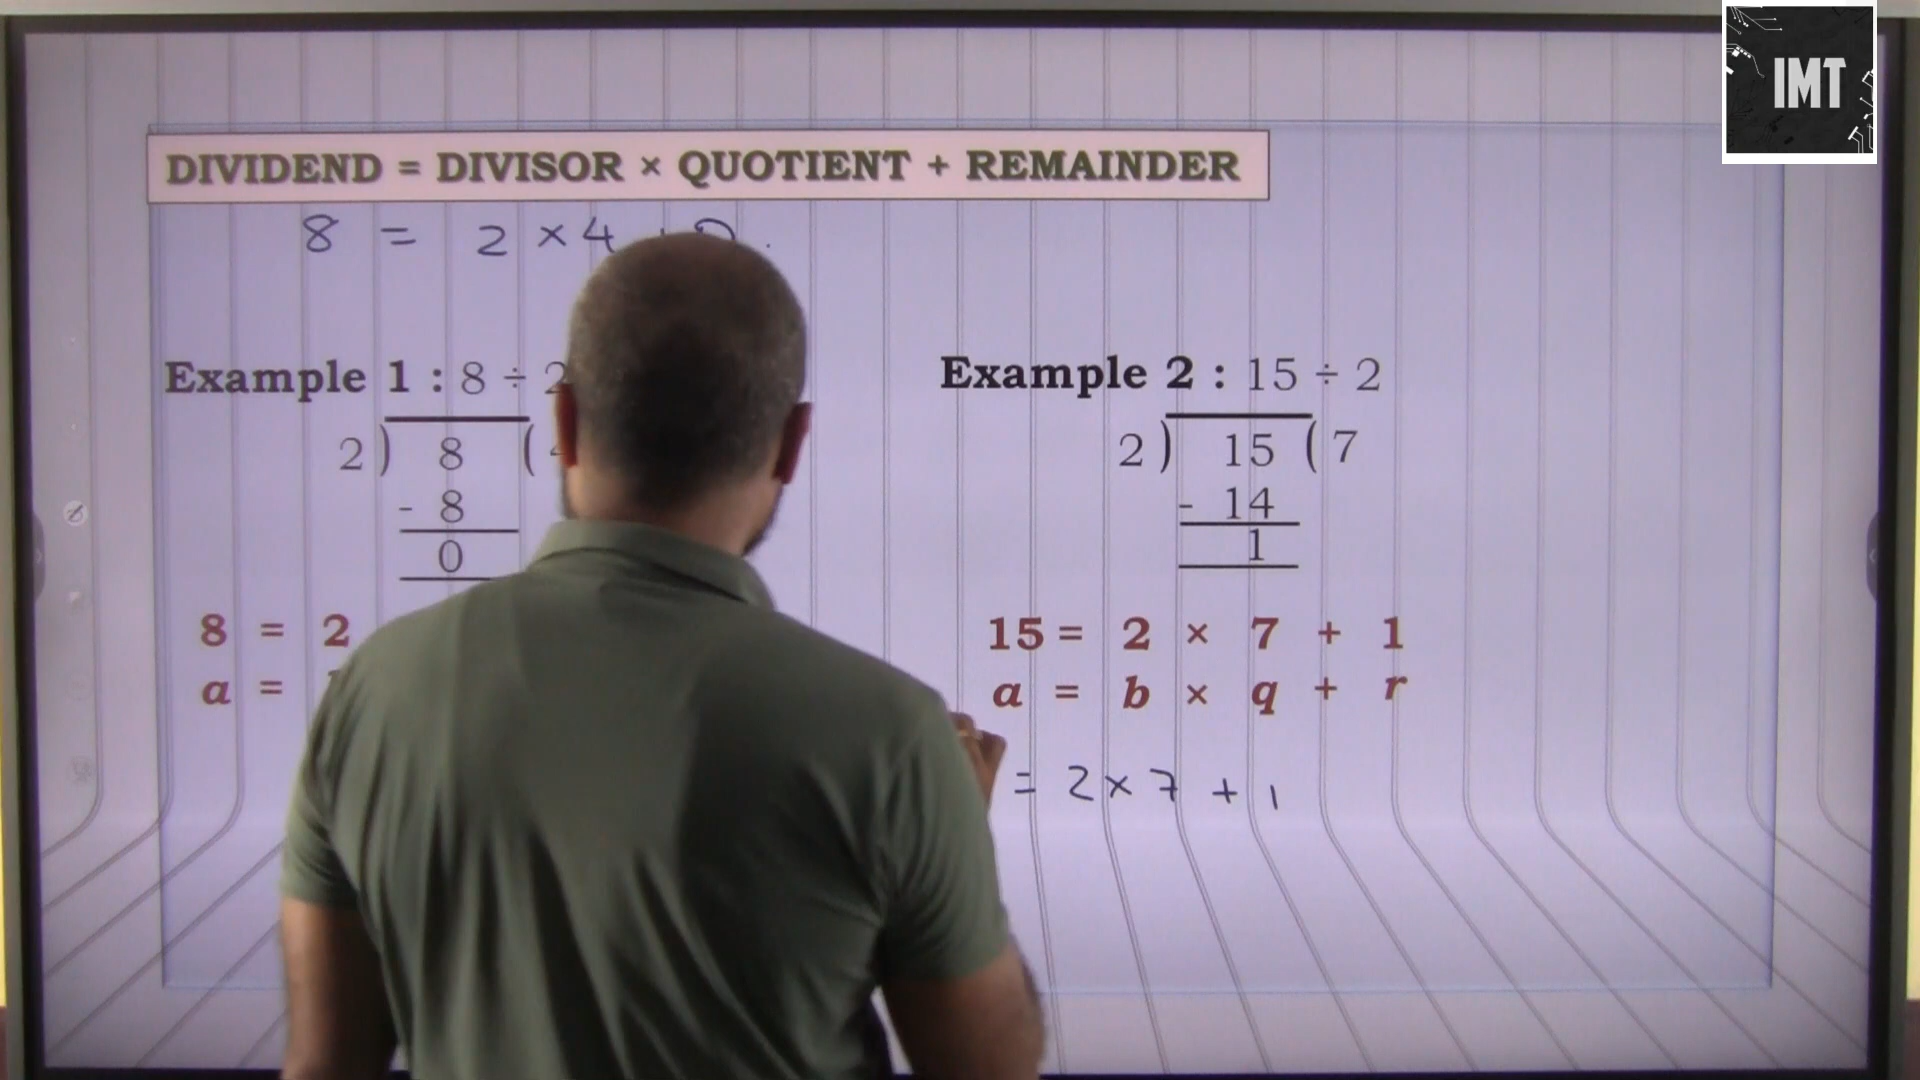 IMT
DIVIDEND = DIVISOR × QUOTIENT + REMAINDER
8 = 2 × 4
Example 1 : 8 ÷ 2
2) 8 (
- 8
0
8 = 2
a =
Example 2 : 15 ÷ 2
2) 15 ( 7
- 14
1
15 = 2 × 7 + 1
a = b × q + r
= 2 × 7 + 1